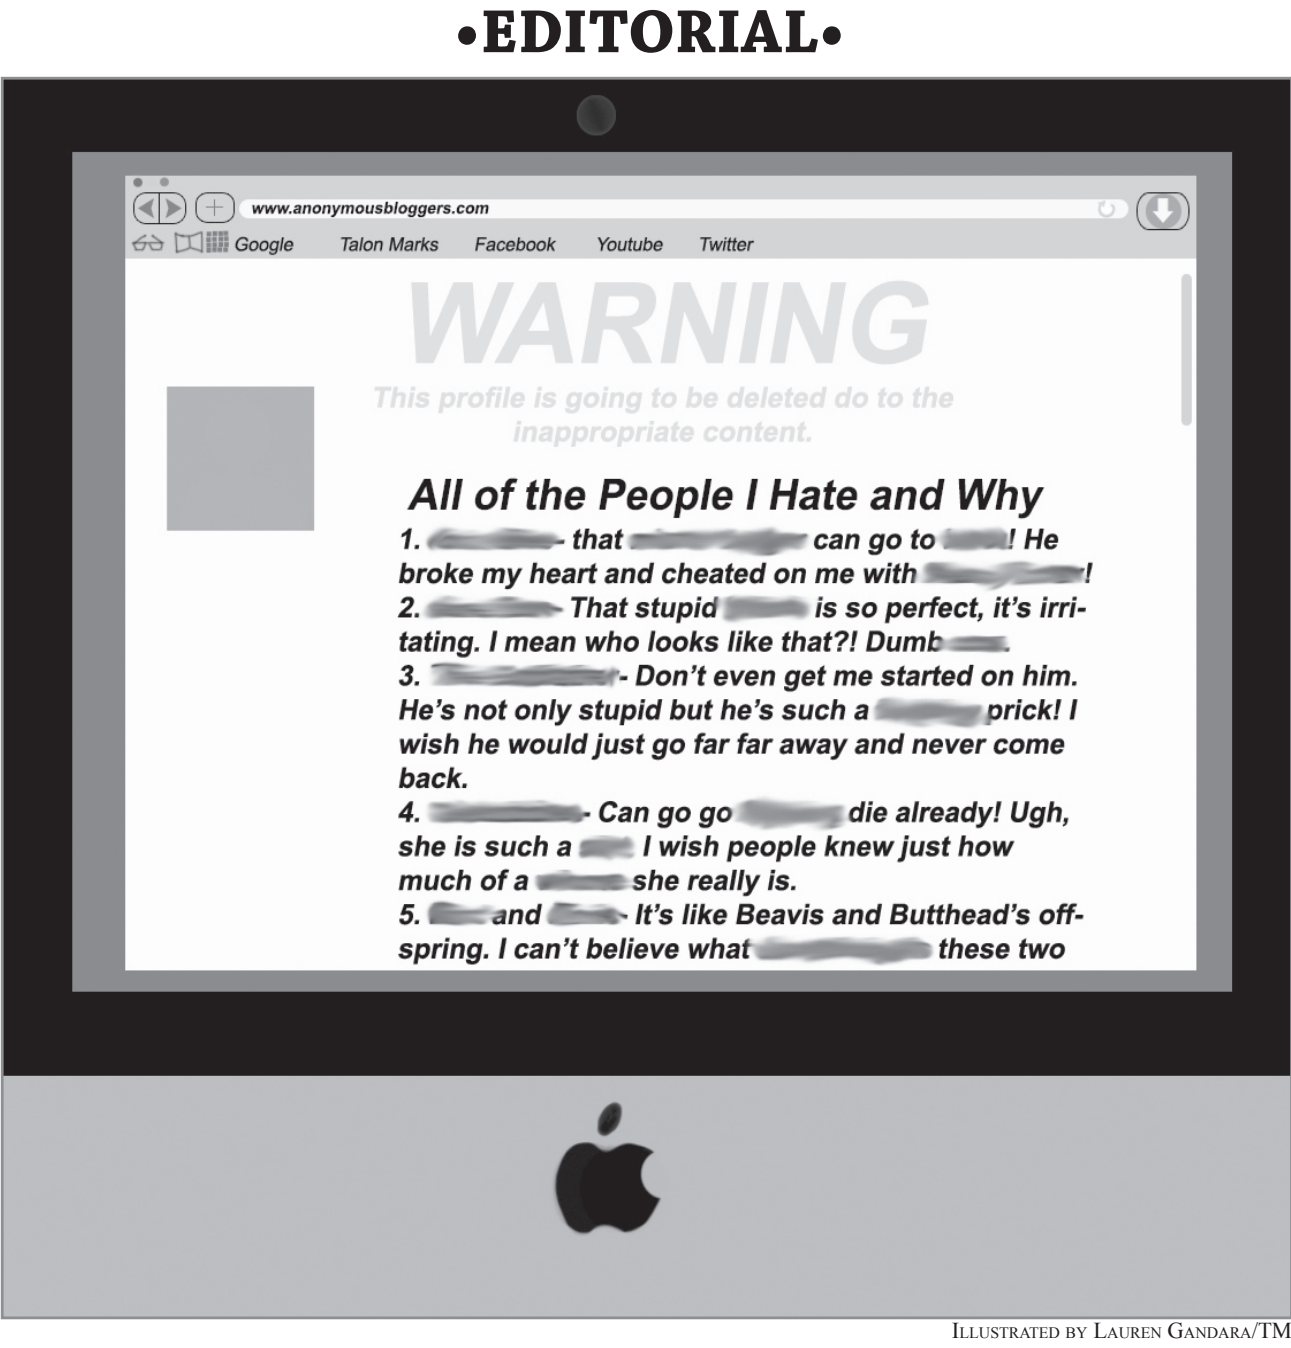 •EDITORIAL•
www.anonymousbloggers.com
Google Talon Marks Facebook Youtube Twitter
WARNING
This profile is going to be deleted do to the
inappropriate content.
All of the People I Hate and Why
1. - that can go to ! He
broke my heart and cheated on me with !
2. - That stupid is so perfect, it's irri-
tating. I mean who looks like that?! Dumb .
3. - Don't even get me started on him.
He's not only stupid but he's such a prick! I
wish he would just go far far away and never come
back.
4. - Can go go die already! Ugh,
she is such a I wish people knew just how
much of a she really is.
5. and - It's like Beavis and Butthead's off-
spring. I can't believe what these two
Illustrated by Lauren Gandara/TM